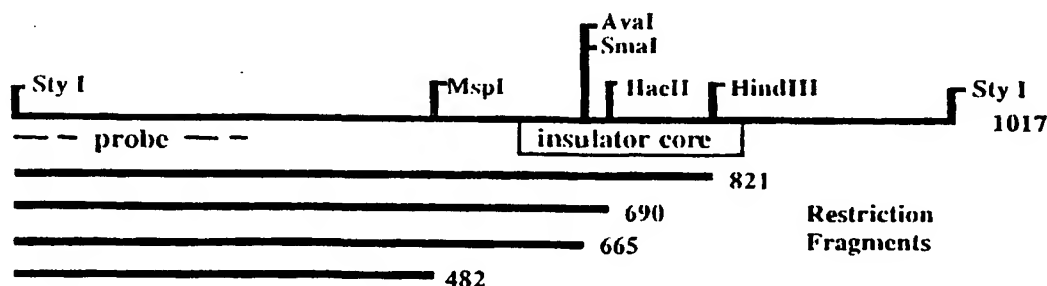 AvaI
SmaI
Sty I
MspI
HaeII
HindIII
Sty I
1017
probe
insulator core
821
690
Restriction
665
Fragments
482